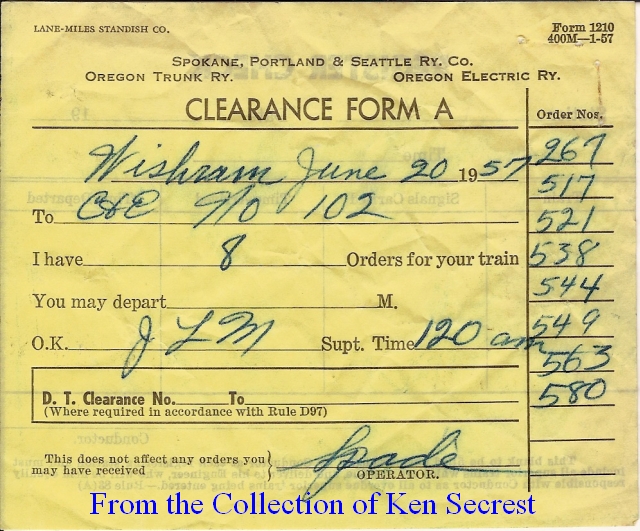 LANE-MILES STANDISH CO.
Form 1210
400M—1-57
SPOKANE, PORTLAND & SEATTLE RY. CO.
OREGON TRUNK RY. OREGON ELECTRIC RY.
CLEARANCE FORM A
Order Nos.
Wishram June 20 1957
267
517
To C&E No 102
521
I have 8 Orders for your train
538
You may depart M.
544
O.K. J L M Supt. Time 120 am
549
563
D. T. Clearance No. To
580
(Where required in accordance with Rule D97)
This does not affect any orders you
may have received
Spade
OPERATOR.
From the Collection of Ken Secrest